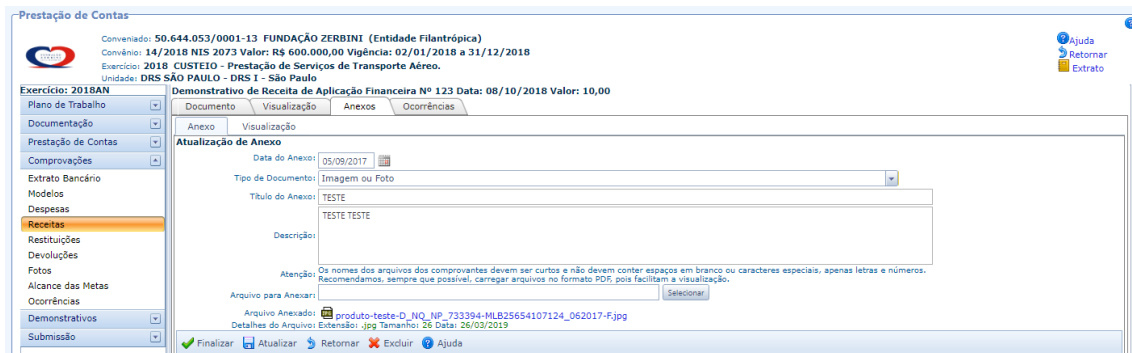 Prestação de Contas
Conveniado: 50.644.053/0001-13 FUNDAÇÃO ZERBINI (Entidade Filantrópica)
Convênio: 14/2018 NIS 2073 Valor: R$ 600.000,00 Vigência: 02/01/2018 a 31/12/2018
Exercício: 2018 CUSTEIO - Prestação de Serviços de Transporte Aéreo.
Unidade: DRS SÃO PAULO - DRS I - São Paulo
Ajuda
Retornar
Extrato
Exercício: 2018AN
Plano de Trabalho
Documentação
Prestação de Contas
Comprovações
Extrato Bancário
Modelos
Despesas
Receitas
Restituições
Devoluções
Fotos
Alcance das Metas
Ocorrências
Demonstrativos
Submissão
Demonstrativo de Receita de Aplicação Financeira Nº 123 Data: 08/10/2018 Valor: 10,00
Documento Visualização Anexos Ocorrências
Anexo Visualização
Atualização de Anexo
Data do Anexo: 05/09/2017
Tipo de Documento: Imagem ou Foto
Título do Anexo: TESTE
Descrição: TESTE TESTE
Atenção: Os nomes dos arquivos dos comprovantes devem ser curtos e não devem conter espaços em branco ou caracteres especiais, apenas letras e números.
Recomendamos, sempre que possível, carregar arquivos no formato PDF, pois facilitam a visualização.
Arquivo para Anexar: Selecionar
Arquivo Anexado: produto-teste-D_NQ_NP_733394-MLB25654107124_062017-F.jpg
Detalhes do Arquivo: Extensão: .jpg Tamanho: 26 Data: 26/03/2019
Finalizar Atualizar Retornar Excluir Ajuda